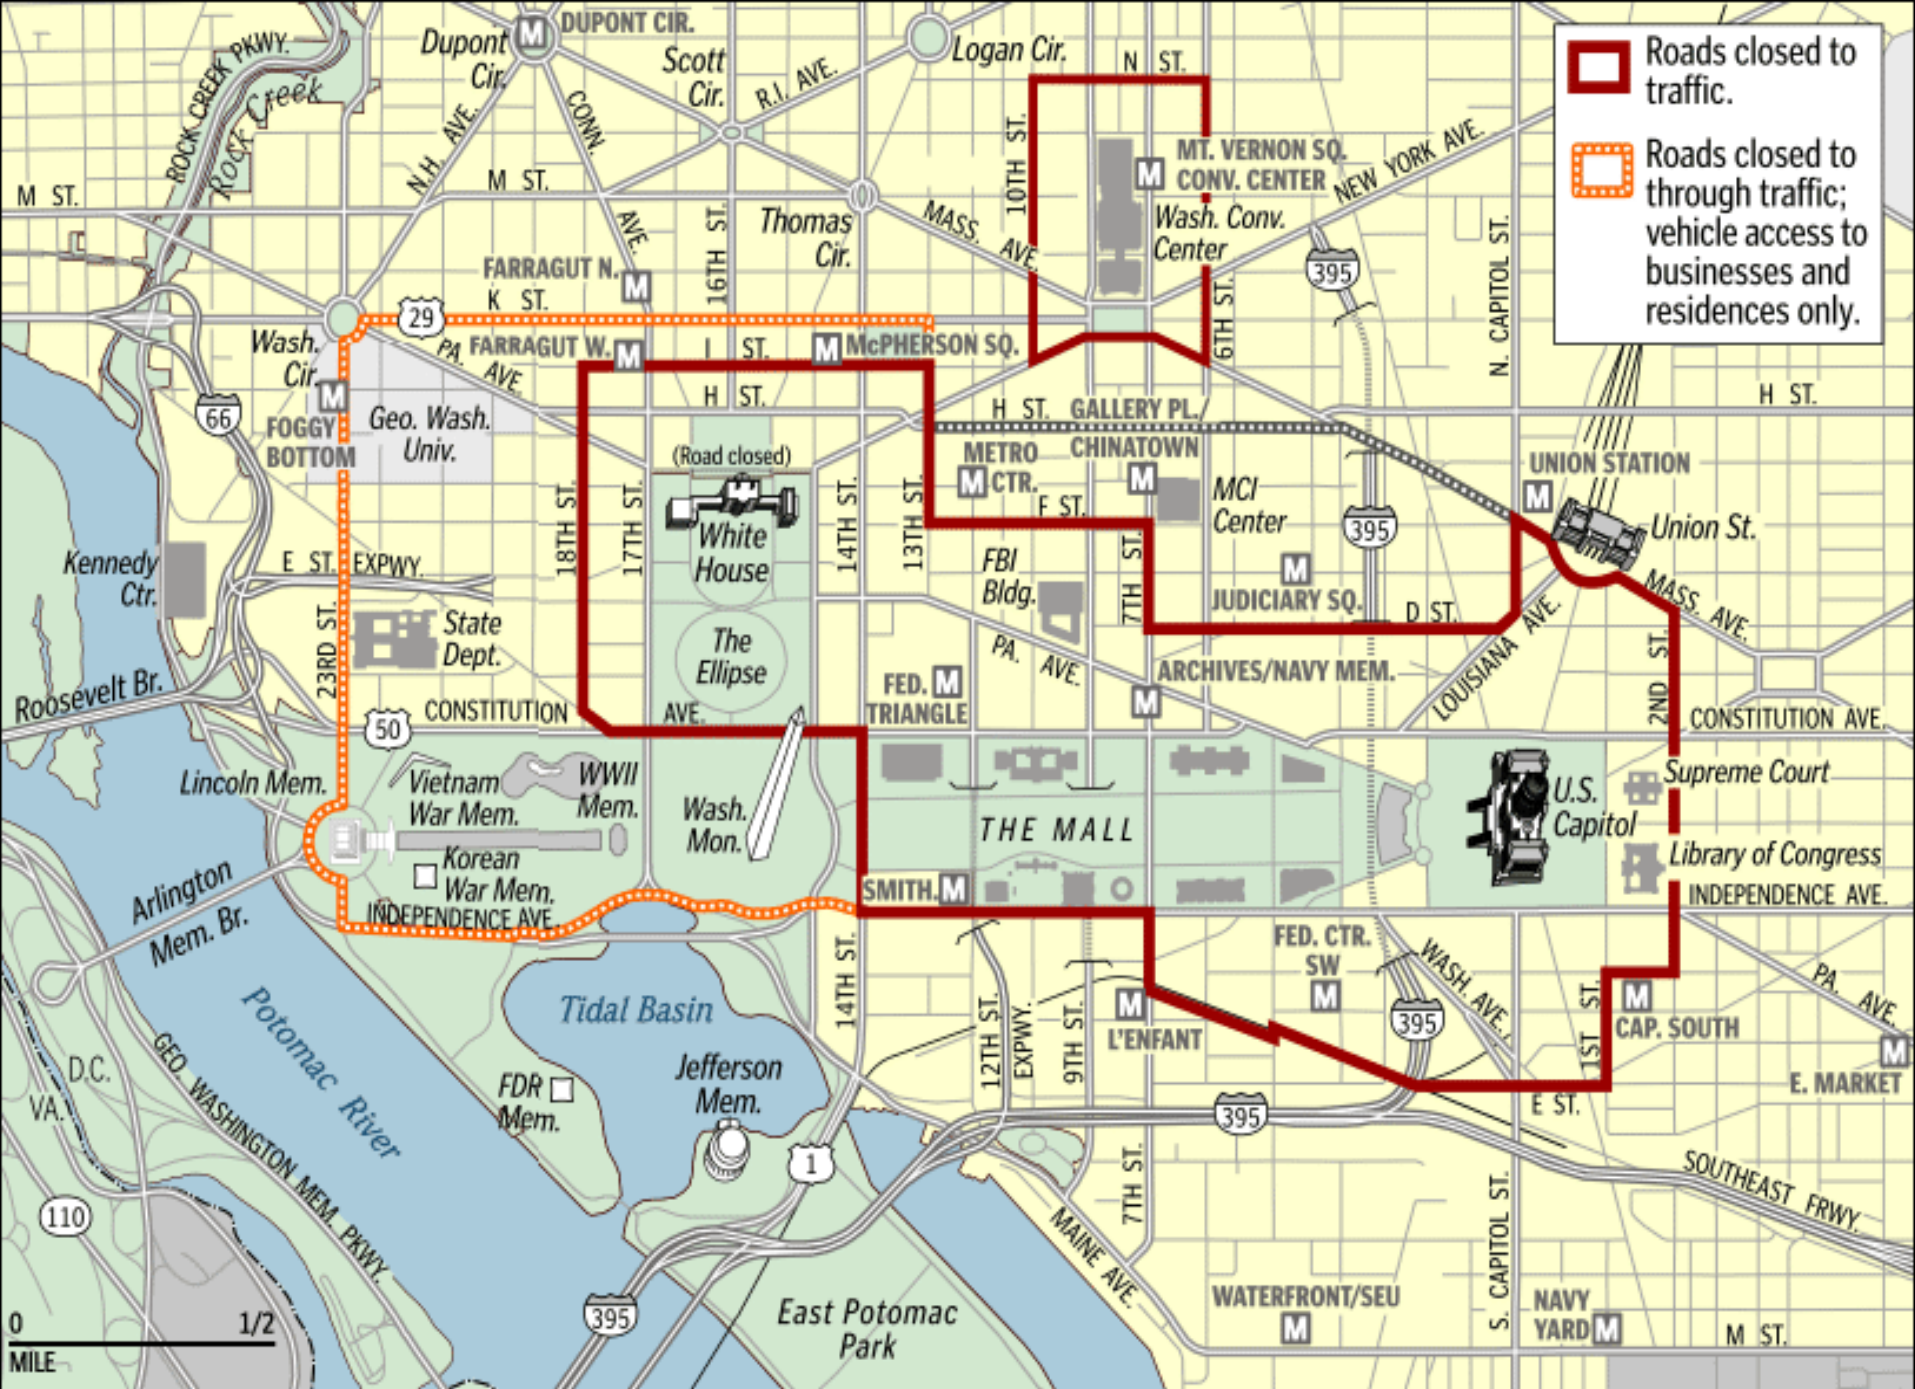 Roads closed to
traffic.
Roads closed to
through traffic;
vehicle access to
businesses and
residences only.
ROCK CREEK PKWY.
ROCK CREEK PKWY.
Rock Creek
Dupont
Cir.
M
DUPONT CIR.
Scott
Cir.
R.I. AVE.
Logan Cir.
N ST.
10TH ST.
N.H. AVE.
CONN.
AVE.
M ST.
M ST.
16TH ST.
Thomas
Cir.
MASS. AVE.
M
MT. VERNON SQ.
CONV. CENTER
Wash. Conv.
Center
NEW YORK AVE.
395
6TH ST.
N. CAPITOL ST.
FARRAGUT N.
M
K ST.
29
Wash.
Cir.
PA. AVE
FARRAGUT W.
M
I ST.
M
McPHERSON SQ.
66
M
FOGGY
BOTTOM
Geo. Wash.
Univ.
H ST.
H ST.
GALLERY PL./
CHINATOWN
M
H ST.
(Road closed)
METRO
CTR.
M
F ST.
MCI
Center
395
UNION STATION
M
Union St.
18TH ST.
17TH ST.
White
House
14TH ST.
13TH ST.
Kennedy
Ctr.
E ST. EXPWY.
FBI
Bldg.
7TH ST.
M
JUDICIARY SQ.
D ST.
MASS. AVE.
State
Dept.
23RD ST.
The
Ellipse
PA. AVE.
LOUISIANA AVE.
2ND ST.
Roosevelt Br.
FED.
TRIANGLE
M
ARCHIVES/NAVY MEM.
M
50
CONSTITUTION AVE.
CONSTITUTION AVE.
Lincoln Mem.
Vietnam
War Mem.
WWII
Mem.
Wash.
Mon.
THE MALL
U.S.
Capitol
Supreme Court
Library of Congress
Korean
War Mem.
Arlington
Mem. Br.
INDEPENDENCE AVE.
SMITH.
M
INDEPENDENCE AVE.
Potomac River
Tidal Basin
14TH ST.
12TH ST.
EXPWY.
9TH ST.
M
L'ENFANT
FED. CTR.
SW
M
395
WASH. AVE.
1ST ST.
M
CAP. SOUTH
PA. AVE.
M
E. MARKET
D.C.
VA.
GEO. WASHINGTON MEM. PKWY.
FDR
Mem.
Jefferson
Mem.
1
395
E ST.
SOUTHEAST FRWY.
110
7TH ST.
MAINE AVE.
S. CAPITOL ST.
395
East Potomac
Park
WATERFRONT/SEU
M
NAVY
YARD
M
M ST.
0 1/2
MILE